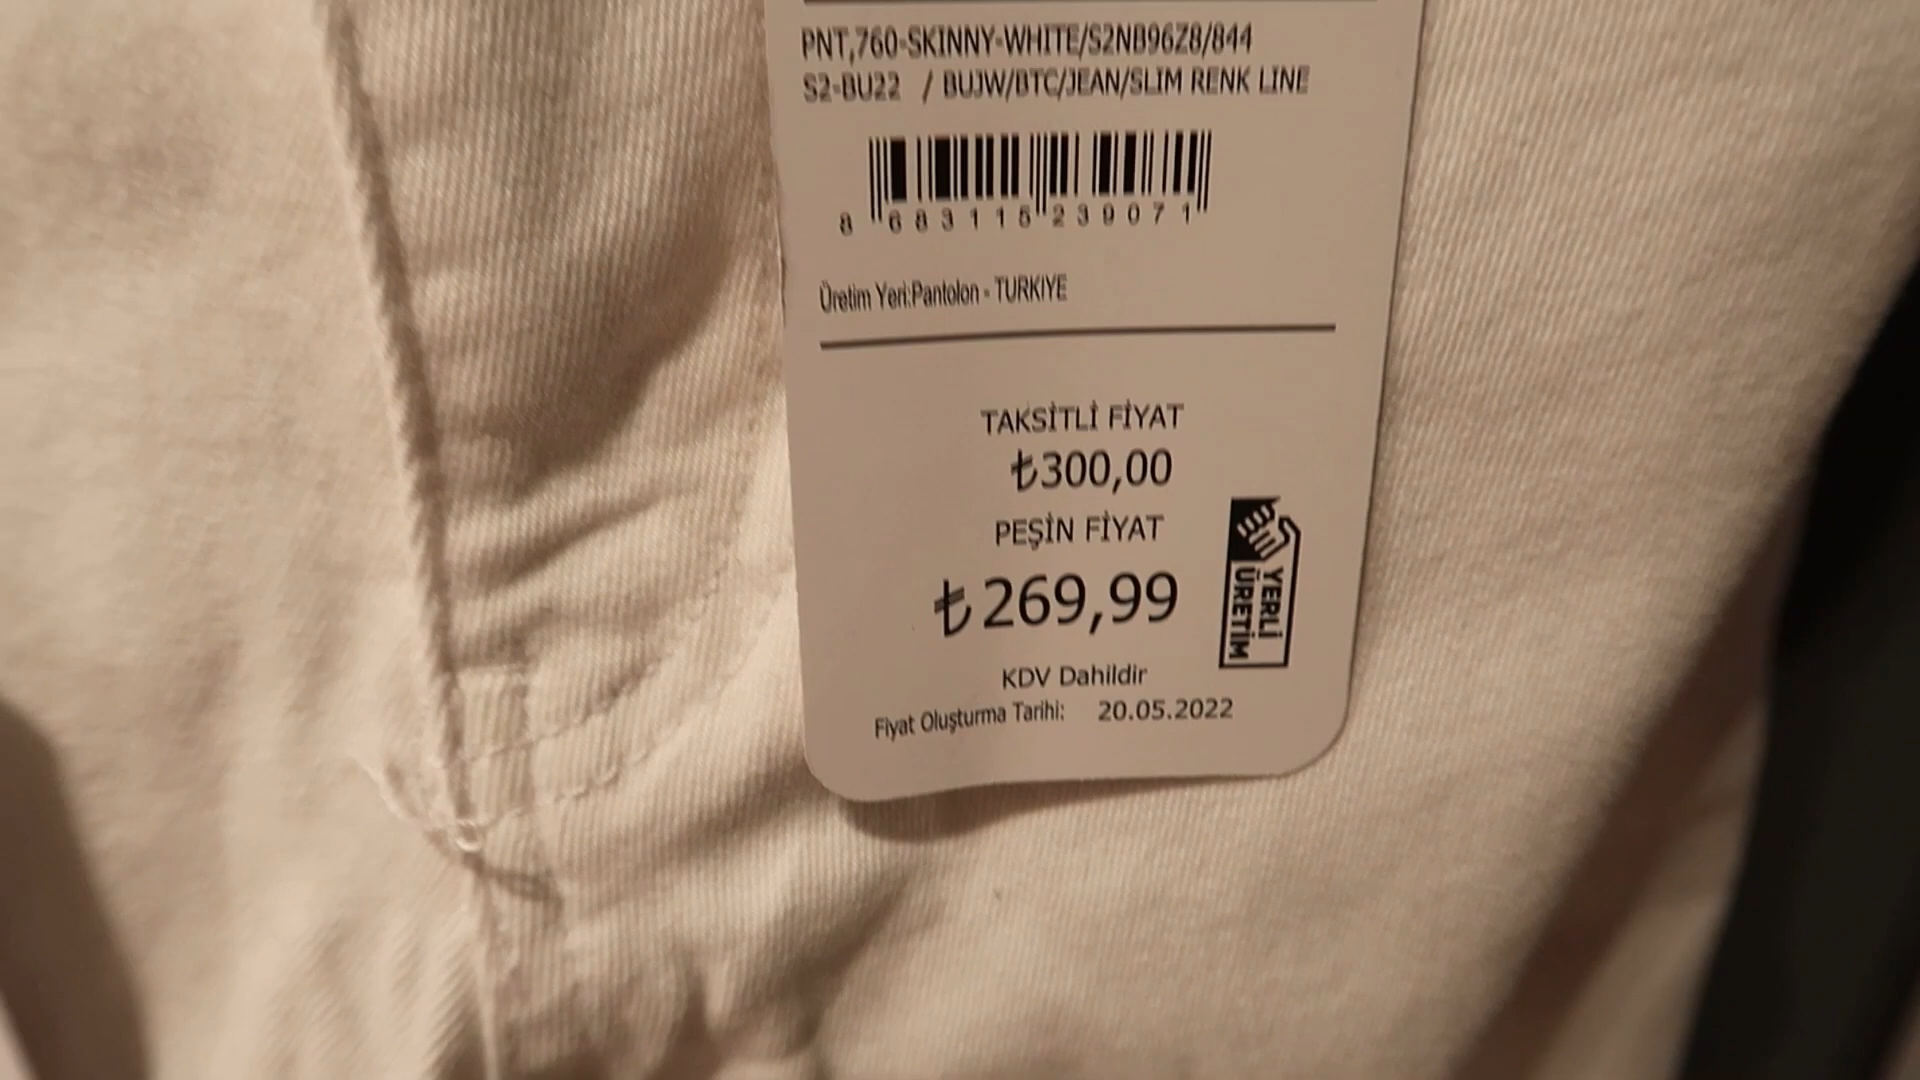 PNT,760-SKINNY-WHITE/S2NB96Z8/844
S2-BU22 / BUJW/BTC/JEAN/SLIM RENK LINE
8 683115 239071
Üretim Yeri:Pantolon - TURKIYE
TAKSİTLİ FİYAT
₺300,00
PEŞİN FİYAT
₺269,99
YERLİ
ÜRETİM
KDV Dahildir
Fiyat Oluşturma Tarihi: 20.05.2022